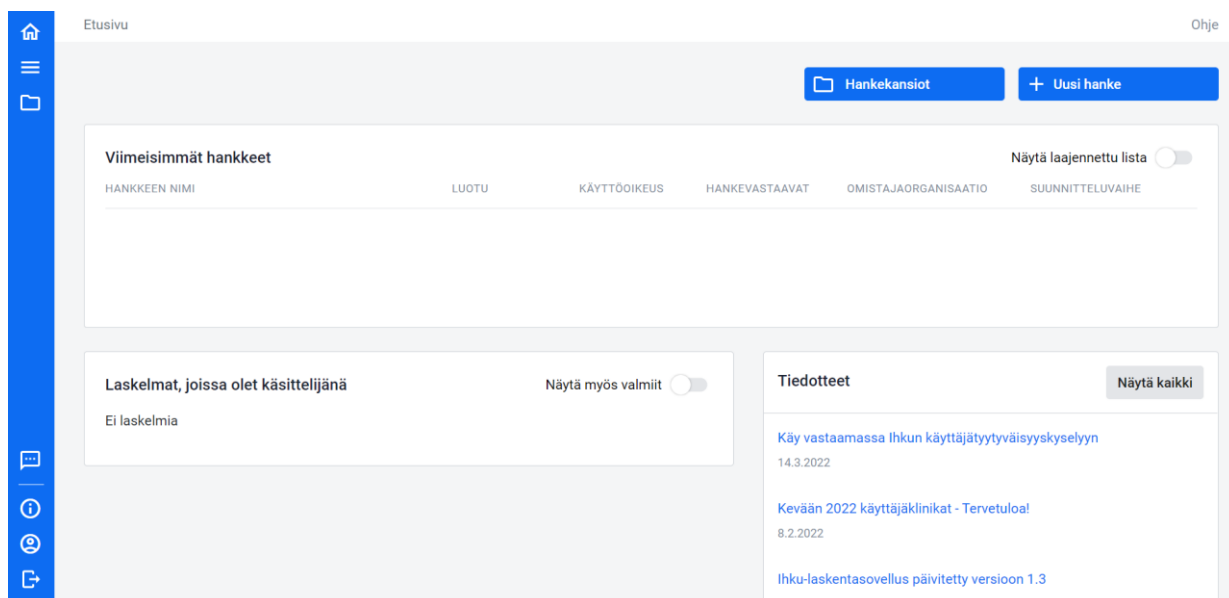 Etusivu
Ohje
Hankekansiot
Uusi hanke
Viimeisimmät hankkeet
Näytä laajennettu lista
HANKKEEN NIMI LUOTU KÄYTTÖOIKEUS HANKEVASTAAVAT OMISTAJAORGANISAATIO SUUNNITTELUVAIHE
Laskelmat, joissa olet käsittelijänä
Näytä myös valmiit
Ei laskelmia
Tiedotteet
Näytä kaikki
Käy vastaamassa Ihkun käyttäjätyytyväisyyskyselyyn
14.3.2022
Kevään 2022 käyttäjäklinikat - Tervetuloa!
8.2.2022
Ihku-laskentasovellus päivitetty versioon 1.3